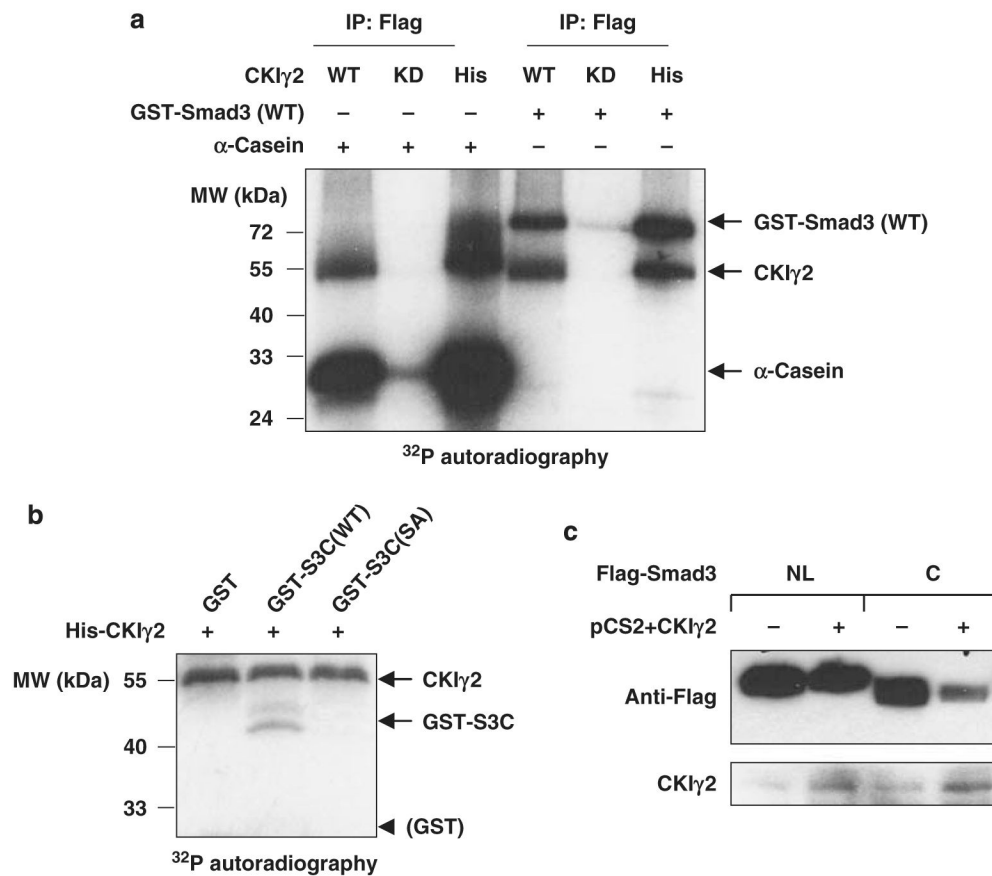 a
IP: Flag IP: Flag
CKIγ2 WT KD His WT KD His
GST-Smad3 (WT) – – – + + +
α-Casein + + + – – –
MW (kDa)
72
55
40
33
24
GST-Smad3 (WT)
CKIγ2
α-Casein
³²P autoradiography
b
GST GST-S3C(WT) GST-S3C(SA)
His-CKIγ2 + + +
MW (kDa) 55
40
33
CKIγ2
GST-S3C
(GST)
³²P autoradiography
c
Flag-Smad3 NL C
pCS2+CKIγ2 – + – +
Anti-Flag
CKIγ2